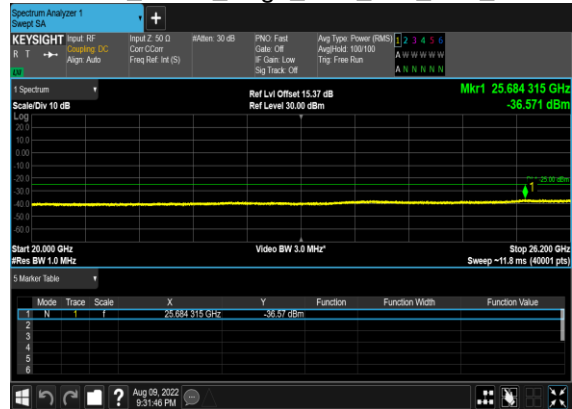 Spectrum Analyzer 1
Swept SA
+
KEYSIGHT Input: RF Input Z: 50 Ω #Atten: 30 dB PNO: Fast Avg Type: Power (RMS) 1 2 3 4 5 6
R T Coupling: DC Corr CCorr Gate: Off Avg|Hold: 100/100 A W W W W W
Align: Auto Freq Ref: Int (S) IF Gain: Low Trig: Free Run A N N N N N
Sig Track: Off
1 Spectrum Ref Lvl Offset 15.37 dB Mkr1 25.684 315 GHz
Scale/Div 10 dB Ref Level 30.00 dBm -36.571 dBm
Log
20.0
10.0
0.00
-10.0
-20.0
-25.00 dBm
-30.0 1
-40.0
-50.0
-60.0
Start 20.000 GHz Video BW 3.0 MHz* Stop 26.200 GHz
#Res BW 1.0 MHz Sweep ~11.8 ms (40001 pts)
5 Marker Table
Mode Trace Scale X Y Function Function Width Function Value
1 N 1 f 25.684 315 GHz -36.57 dBm
2
3
4
5
6
? Aug 09, 2022
9:31:46 PM